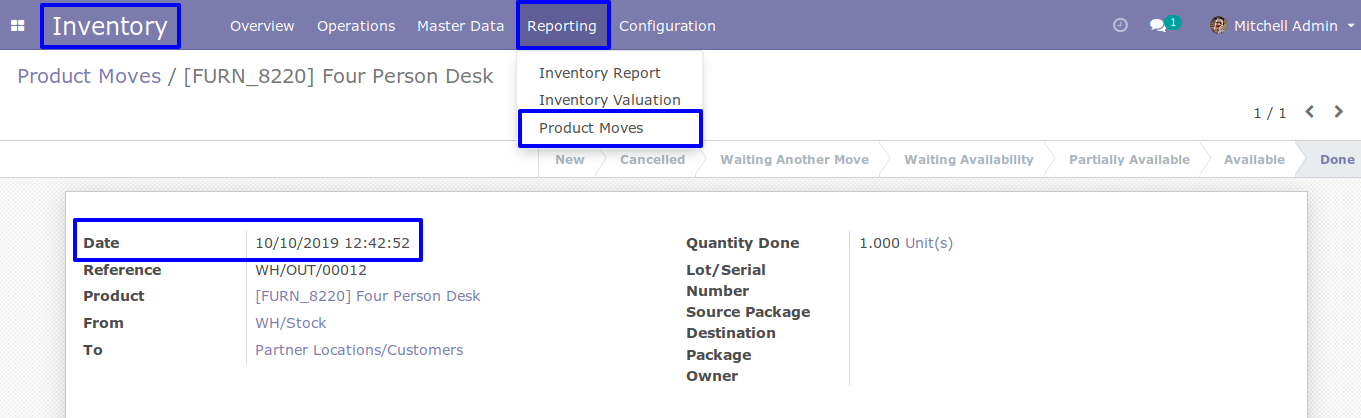 Inventory Overview Operations Master Data Reporting Configuration 1 Mitchell Admin
Product Moves / [FURN_8220] Four Person Desk
Inventory Report
Inventory Valuation
Product Moves
1 / 1
New Cancelled Waiting Another Move Waiting Availability Partially Available Available Done
Date 10/10/2019 12:42:52
Reference WH/OUT/00012
Product [FURN_8220] Four Person Desk
From WH/Stock
To Partner Locations/Customers
Quantity Done 1.000 Unit(s)
Lot/Serial
Number
Source Package
Destination
Package
Owner